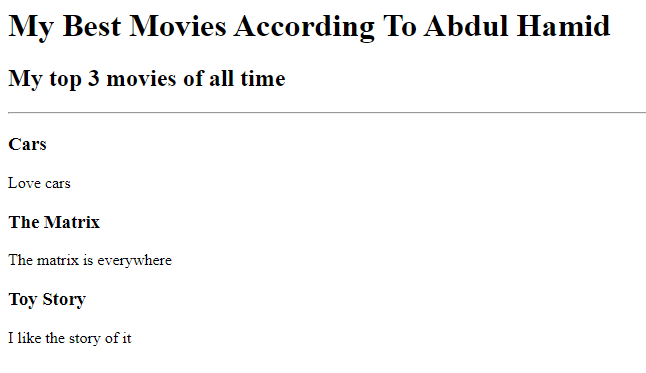 My Best Movies According To Abdul Hamid
My top 3 movies of all time
Cars
Love cars
The Matrix
The matrix is everywhere
Toy Story
I like the story of it